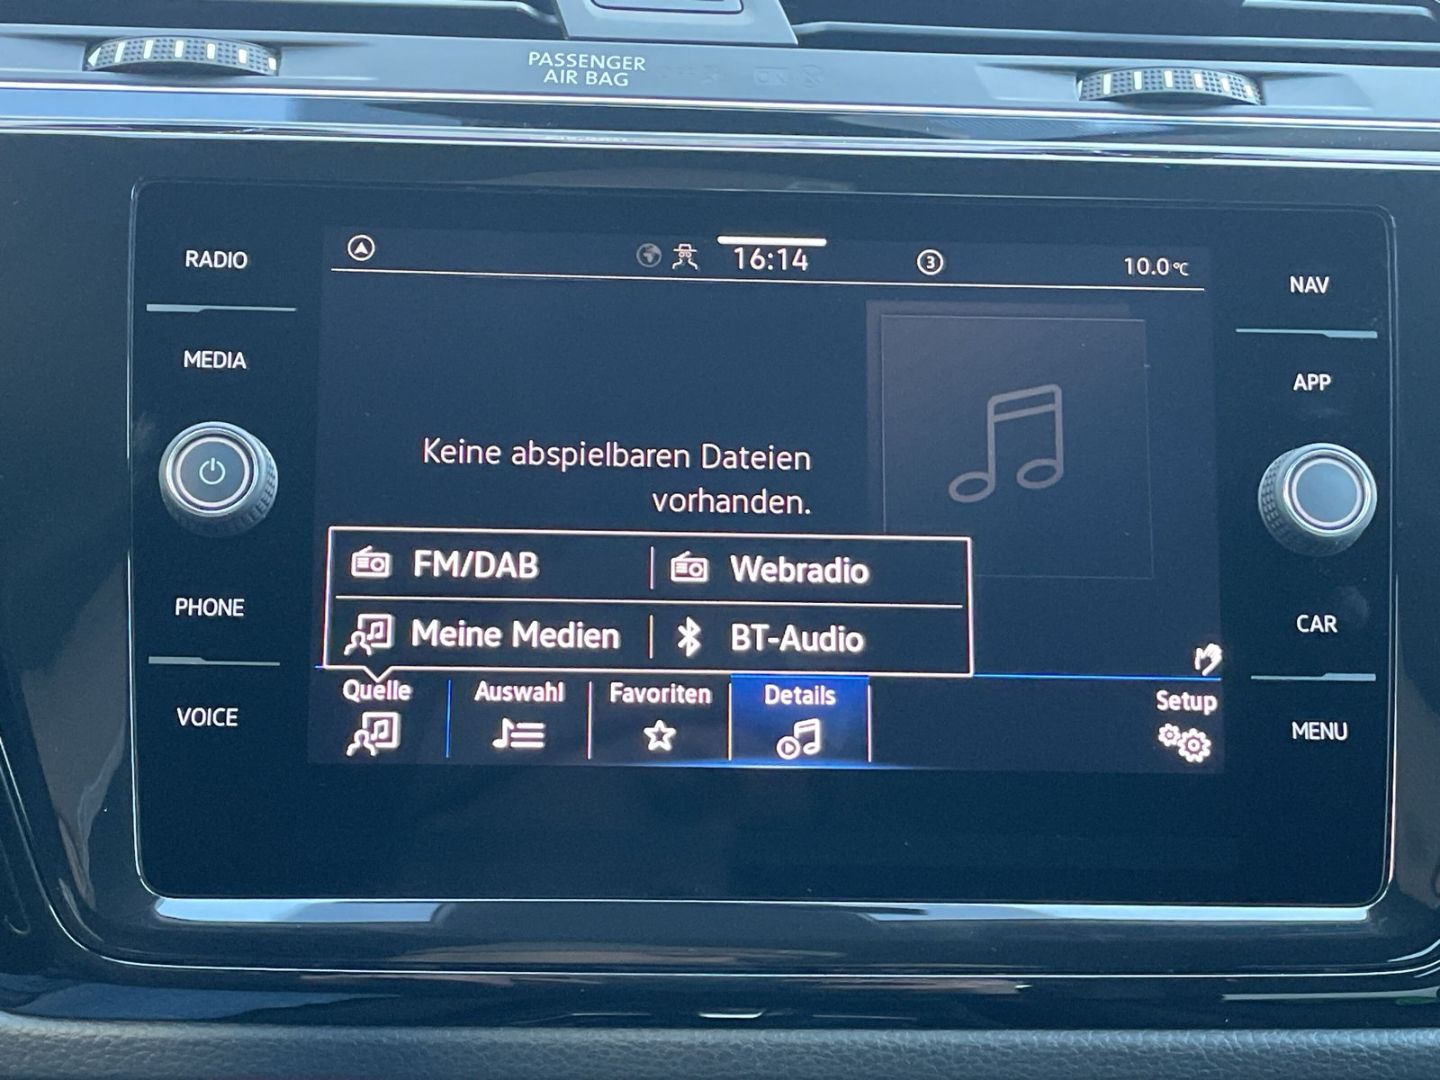 PASSENGER
AIR BAG
RADIO
MEDIA
PHONE
VOICE
16:14
3
10.0°C
Keine abspielbaren Dateien
vorhanden.
FM/DAB
Webradio
Meine Medien
BT-Audio
Quelle
Auswahl
Favoriten
Details
Setup
NAV
APP
CAR
MENU